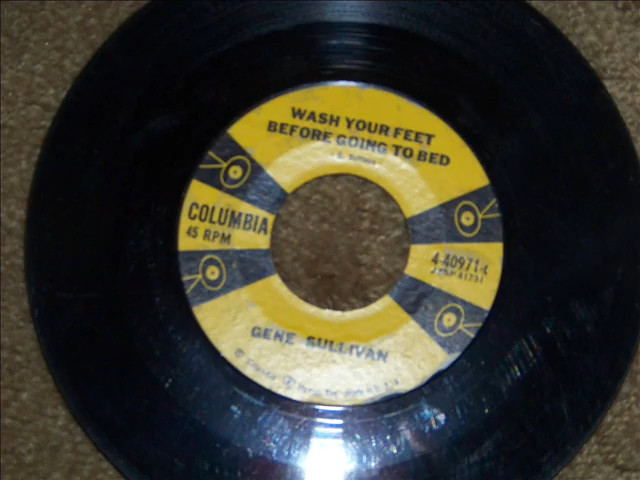 WASH YOUR FEET
BEFORE GOING TO BED
COLUMBIA
45 RPM
4-40971-c
GENE SULLIVAN